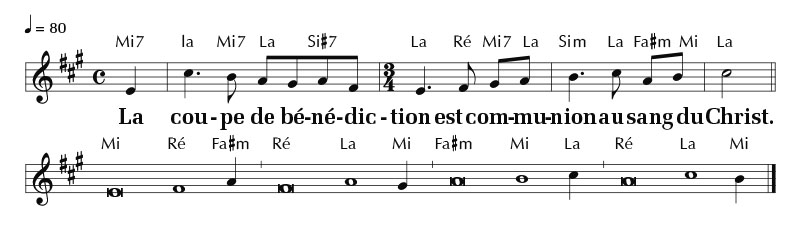 ♩ = 80
Mi7 la Mi7 La Si#7 La Ré Mi7 La Sim La Fa#m Mi La
3
4
La cou - pe de bé - né - dic - tion est com - mu - nion au sang du Christ.
Mi Ré Fa#m Ré La Mi Fa#m Mi La Ré La Mi